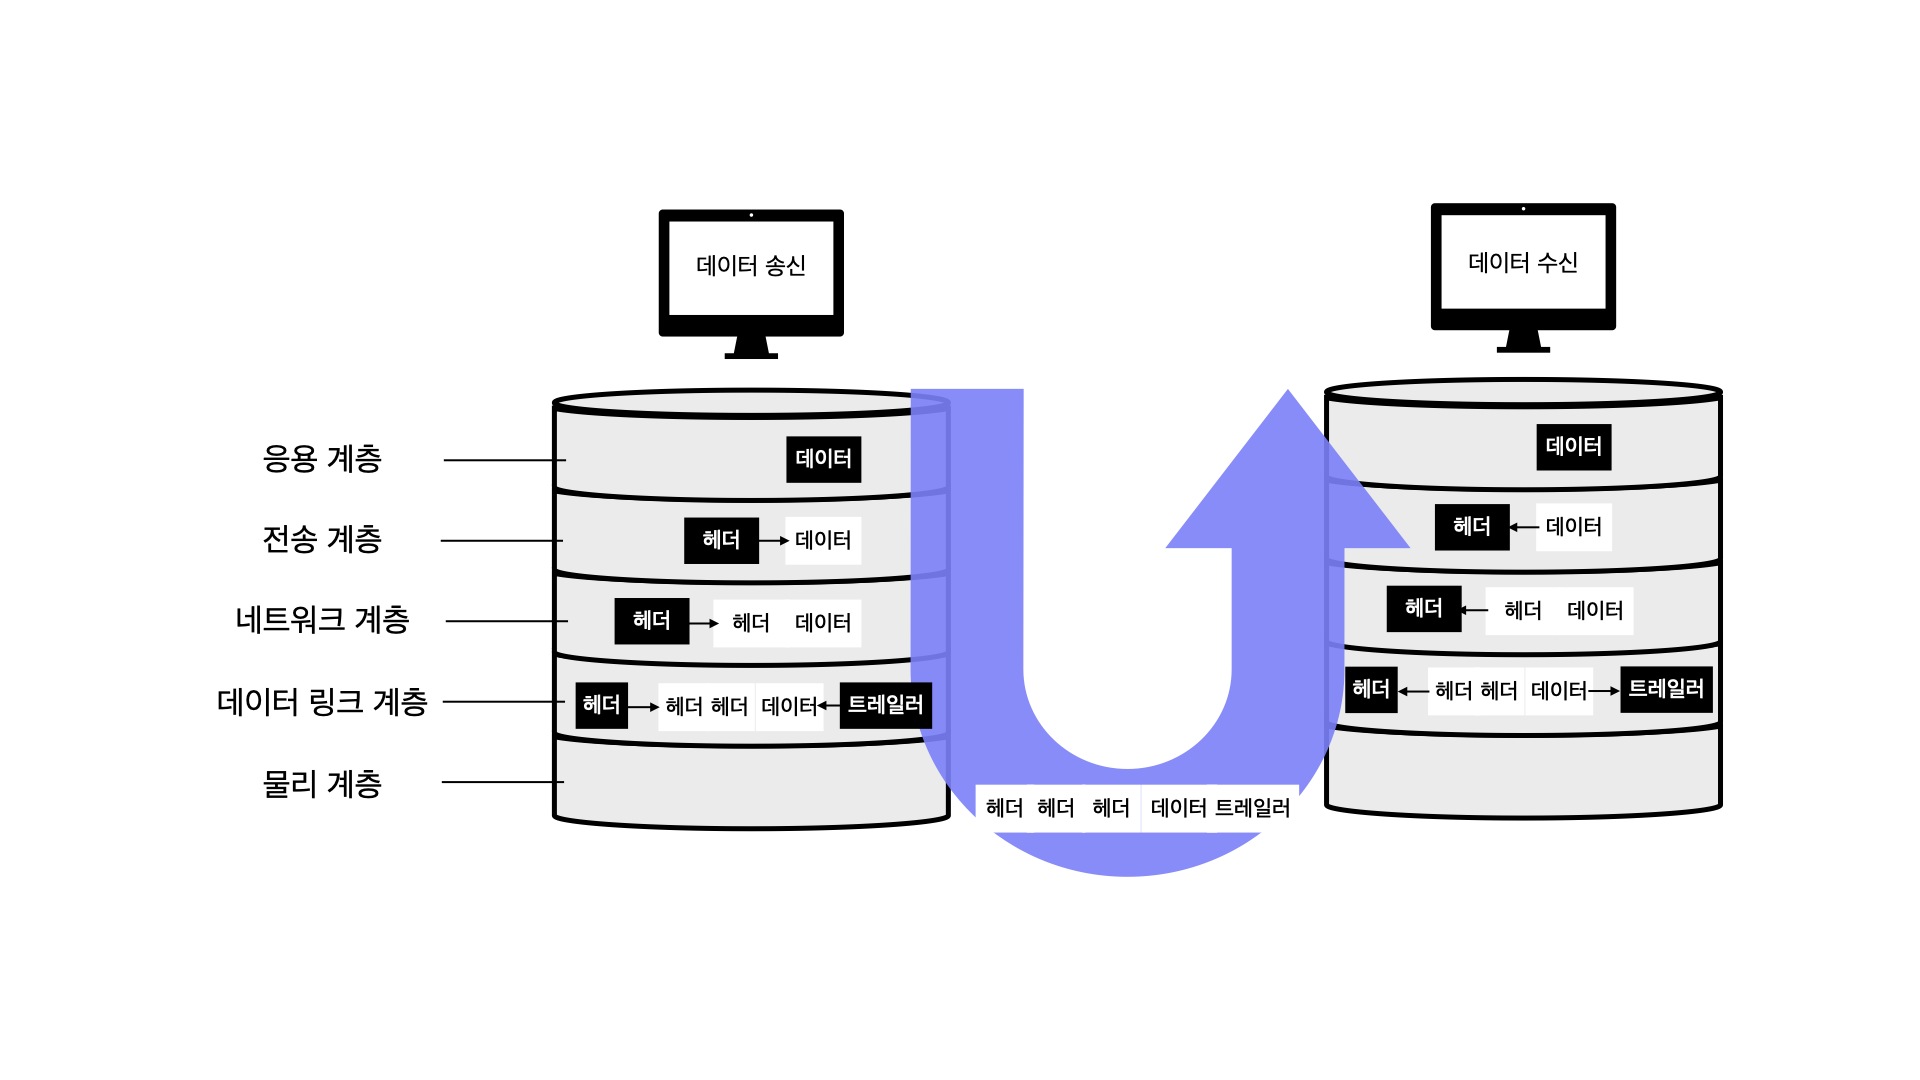 데이터 송신
데이터 수신
응용 계층
데이터
데이터
전송 계층
헤더 데이터
헤더 데이터
네트워크 계층
헤더 헤더 데이터
헤더 헤더 데이터
데이터 링크 계층
헤더 헤더 헤더 데이터 트레일러
헤더 헤더 헤더 데이터 트레일러
물리 계층
헤더 헤더 헤더 데이터 트레일러